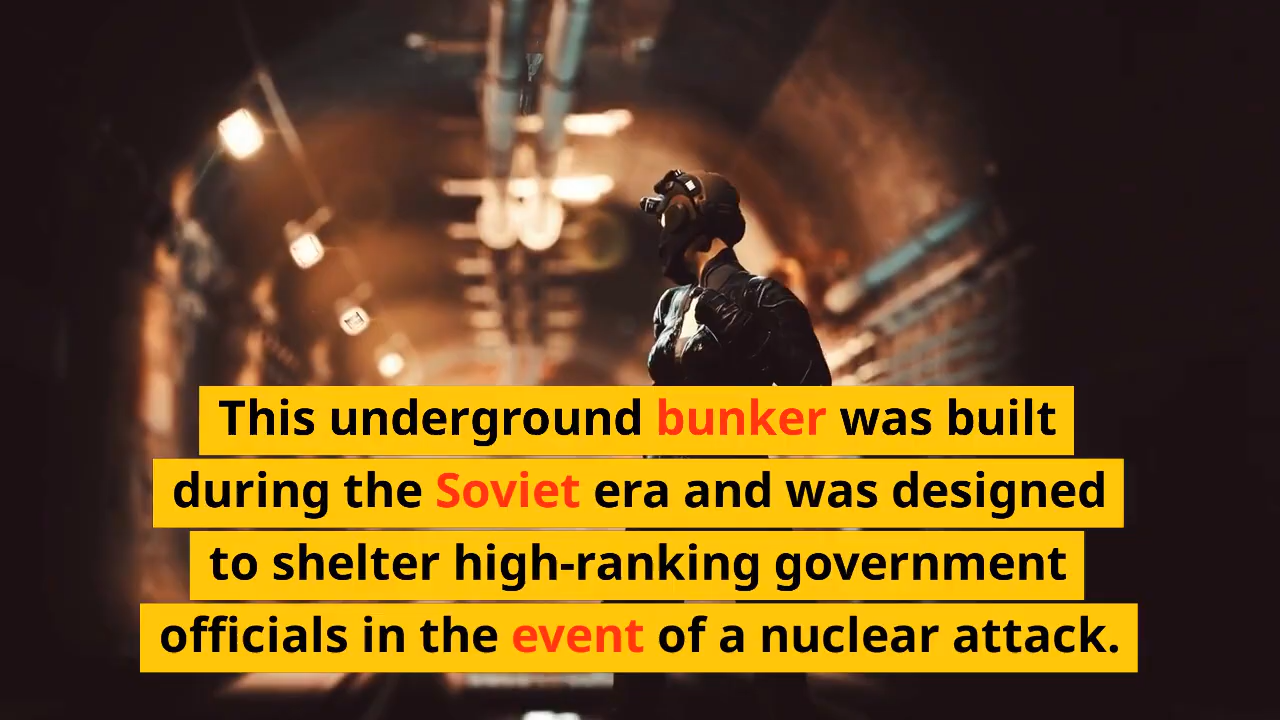 This underground bunker was built
during the Soviet era and was designed
to shelter high-ranking government
officials in the event of a nuclear attack.